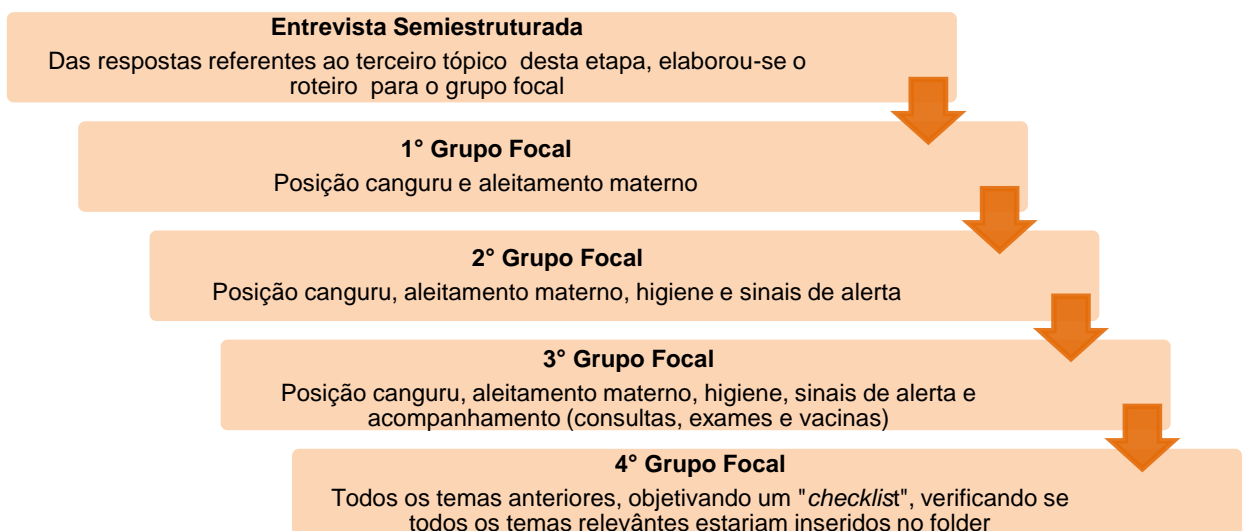 Entrevista Semiestruturada
Das respostas referentes ao terceiro tópico desta etapa, elaborou-se o
roteiro para o grupo focal
1° Grupo Focal
Posição canguru e aleitamento materno
2° Grupo Focal
Posição canguru, aleitamento materno, higiene e sinais de alerta
3° Grupo Focal
Posição canguru, aleitamento materno, higiene, sinais de alerta e
acompanhamento (consultas, exames e vacinas)
4° Grupo Focal
Todos os temas anteriores, objetivando um "checklist", verificando se
todos os temas relevântes estariam inseridos no folder